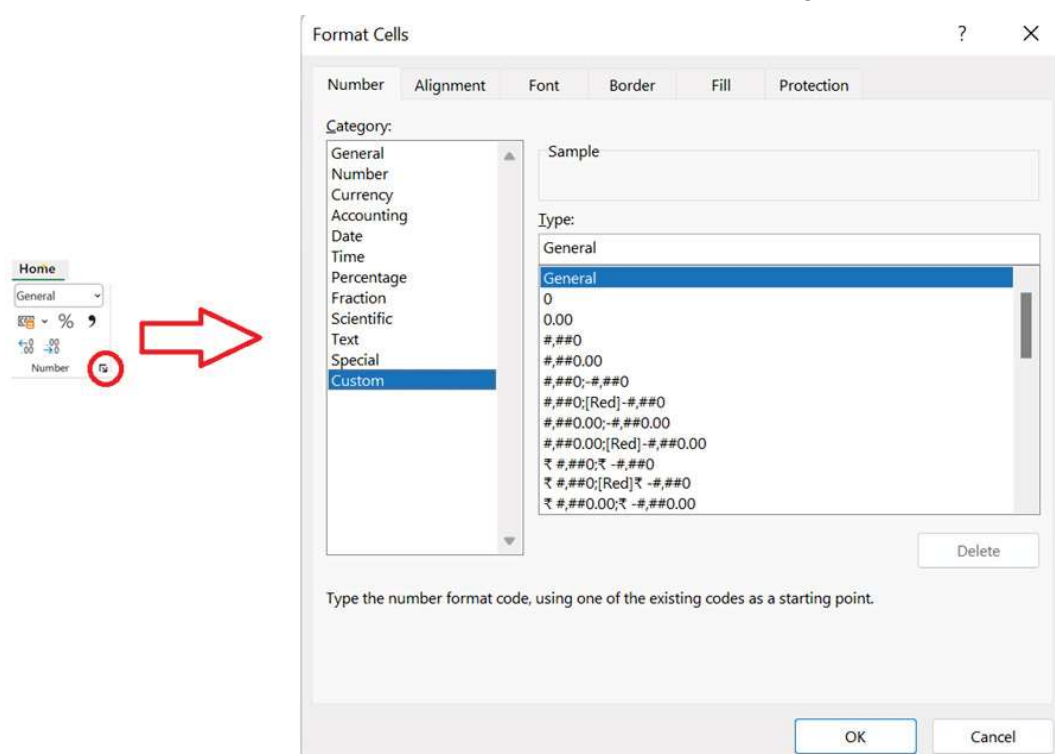 Home
General
%
Number
Format Cells
?
Number
Alignment
Font
Border
Fill
Protection
Category:
General
Number
Currency
Accounting
Date
Time
Percentage
Fraction
Scientific
Text
Special
Custom
Sample
Type:
General
General
0
0.00
#,##0
#,##0.00
#,##0;-#,##0
#,##0;[Red]-#,##0
#,##0.00;-#,##0.00
#,##0.00;[Red]-#,##0.00
₹ #,##0;₹ -#,##0
₹ #,##0;[Red]₹ -#,##0
₹ #,##0.00;₹ -#,##0.00
Delete
Type the number format code, using one of the existing codes as a starting point.
OK
Cancel